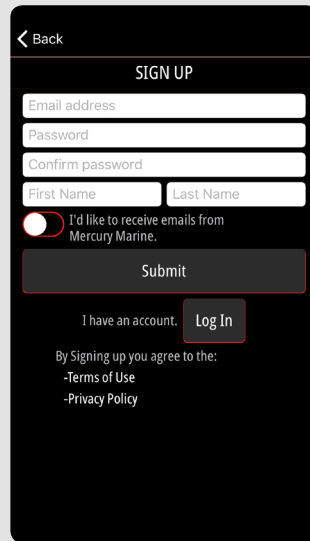 Back
SIGN UP
Email address
Password
Confirm password
First Name Last Name
I'd like to receive emails from
Mercury Marine.
Submit
I have an account. Log In
By Signing up you agree to the:
-Terms of Use
-Privacy Policy